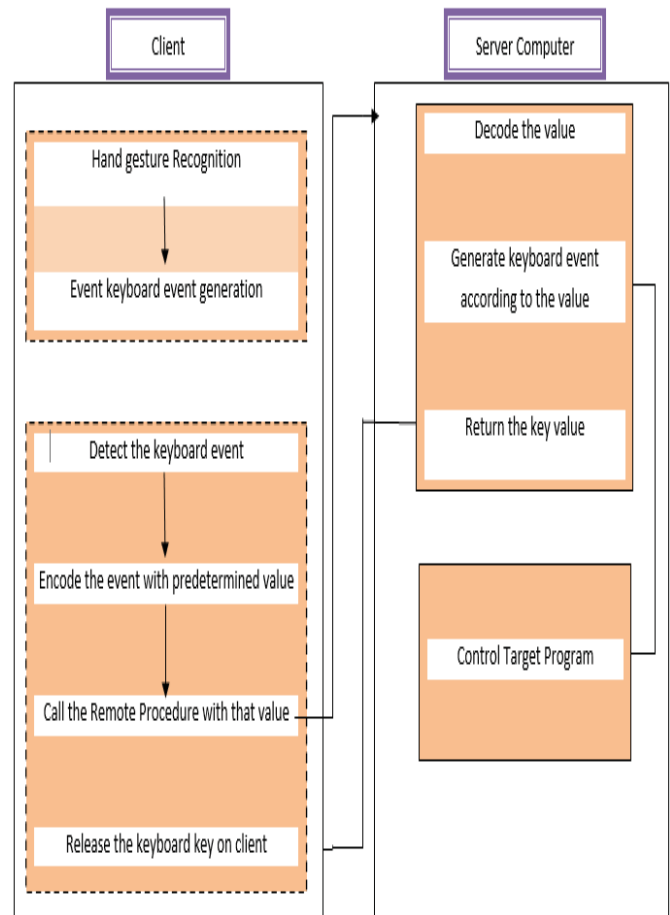 Client
Hand gesture Recognition
Event keyboard event generation
Detect the keyboard event
Encode the event with predetermined value
Call the Remote Procedure with that value
Release the keyboard key on client
Server Computer
Decode the value
Generate keyboard event
according to the value
Return the key value
Control Target Program